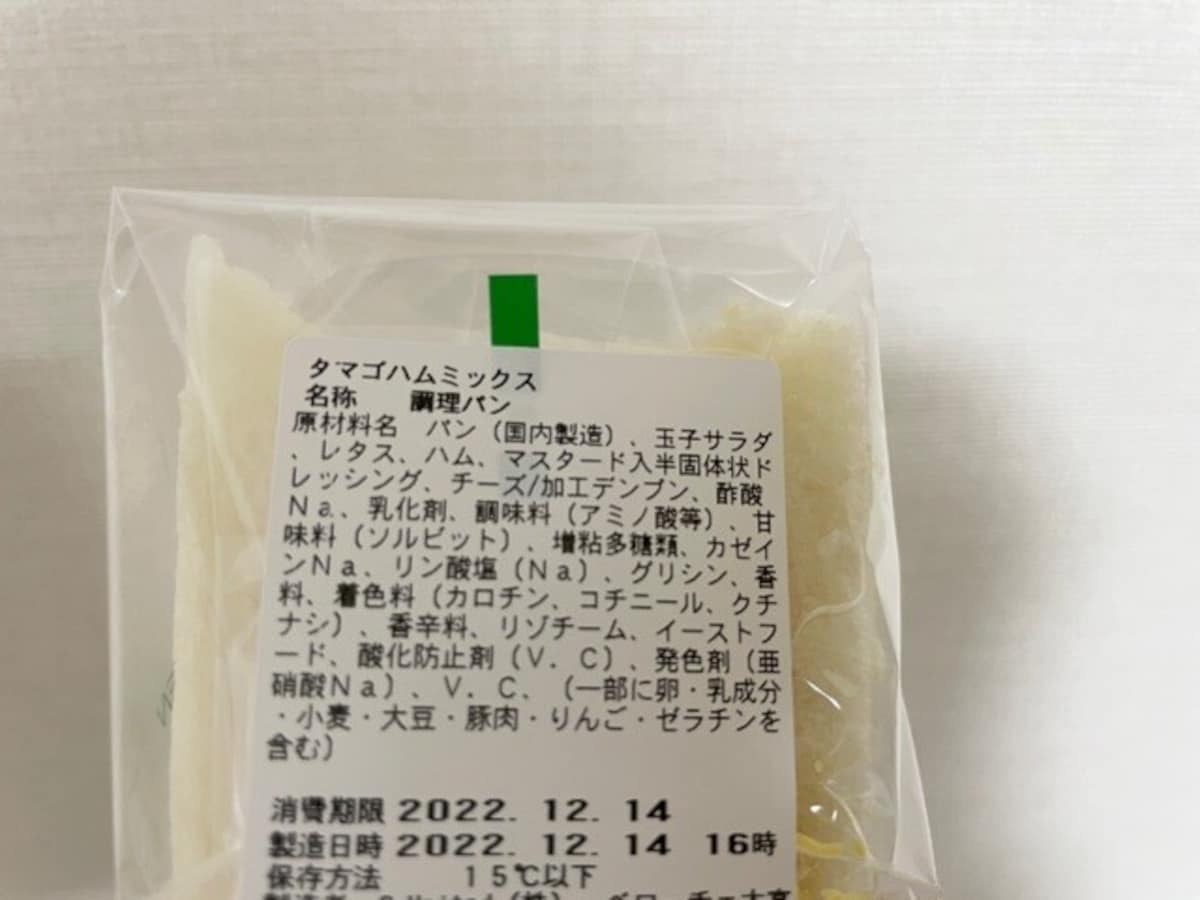 タマゴハムミックス
名称　調理パン
原材料名　パン（国内製造）、玉子サラダ
、レタス、ハム、マスタード入半固体状ド
レッシング、チーズ/加工デンプン、酢酸
Ｎａ、乳化剤、調味料（アミノ酸等）、甘
味料（ソルビット）、増粘多糖類、カゼイ
ンＮａ、リン酸塩（Ｎａ）、グリシン、香
料、着色料（カロチン、コチニール、クチ
ナシ）、香辛料、リゾチーム、イーストフ
ード、酸化防止剤（Ｖ．Ｃ）、発色剤（亜
硝酸Ｎａ）、Ｖ．Ｃ、（一部に卵・乳成分
・小麦・大豆・豚肉・りんご・ゼラチンを
含む）
消費期限 2022. 12. 14
製造日時 2022. 12. 14 16時
保存方法　１５℃以下